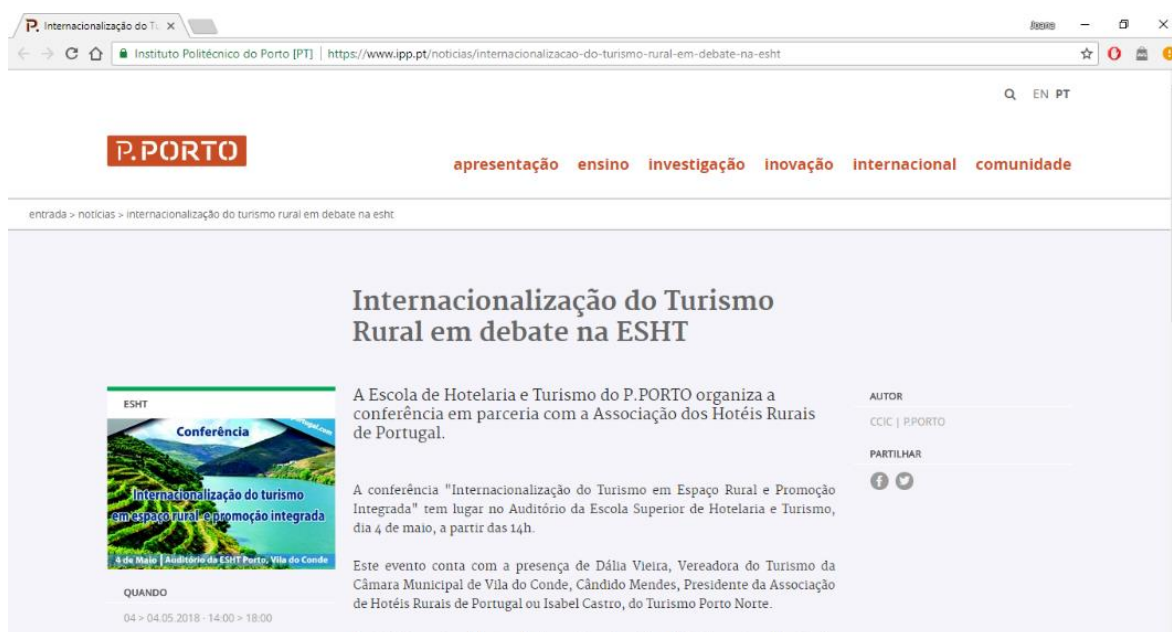 Internacionalização do T
Joana
Instituto Politécnico do Porto [PT] | https://www.ipp.pt/noticias/internacionalizacao-do-turismo-rural-em-debate-na-esht
EN PT
P.PORTO
apresentação ensino investigação inovação internacional comunidade
entrada > notícias > internacionalização do turismo rural em debate na esht
Internacionalização do Turismo
Rural em debate na ESHT
ESHT
Conferência
Internacionalização do turismo
em espaço rural e promoção integrada
4 de Maio | Auditório da ESHT Porto, Vila do Conde
QUANDO
04 > 04.05.2018 - 14:00 > 18:00
A Escola de Hotelaria e Turismo do P.PORTO organiza a
conferência em parceria com a Associação dos Hotéis Rurais
de Portugal.
A conferência "Internacionalização do Turismo em Espaço Rural e Promoção
Integrada" tem lugar no Auditório da Escola Superior de Hotelaria e Turismo,
dia 4 de maio, a partir das 14h.
Este evento conta com a presença de Dália Vieira, Vereadora do Turismo da
Câmara Municipal de Vila do Conde, Cândido Mendes, Presidente da Associação
de Hotéis Rurais de Portugal ou Isabel Castro, do Turismo Porto Norte.
AUTOR
CCIC | P.PORTO
PARTILHAR